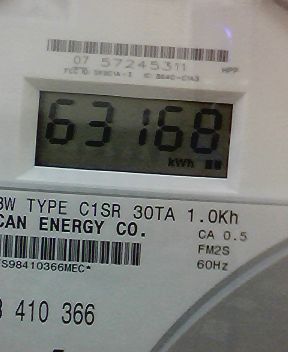 07 57245311
HPP
63168
kWh
3W TYPE C1SR 30TA 1.0Kh
CAN ENERGY CO.
CA 0.5
FM2S
60Hz
S98410366MEC*
410 366